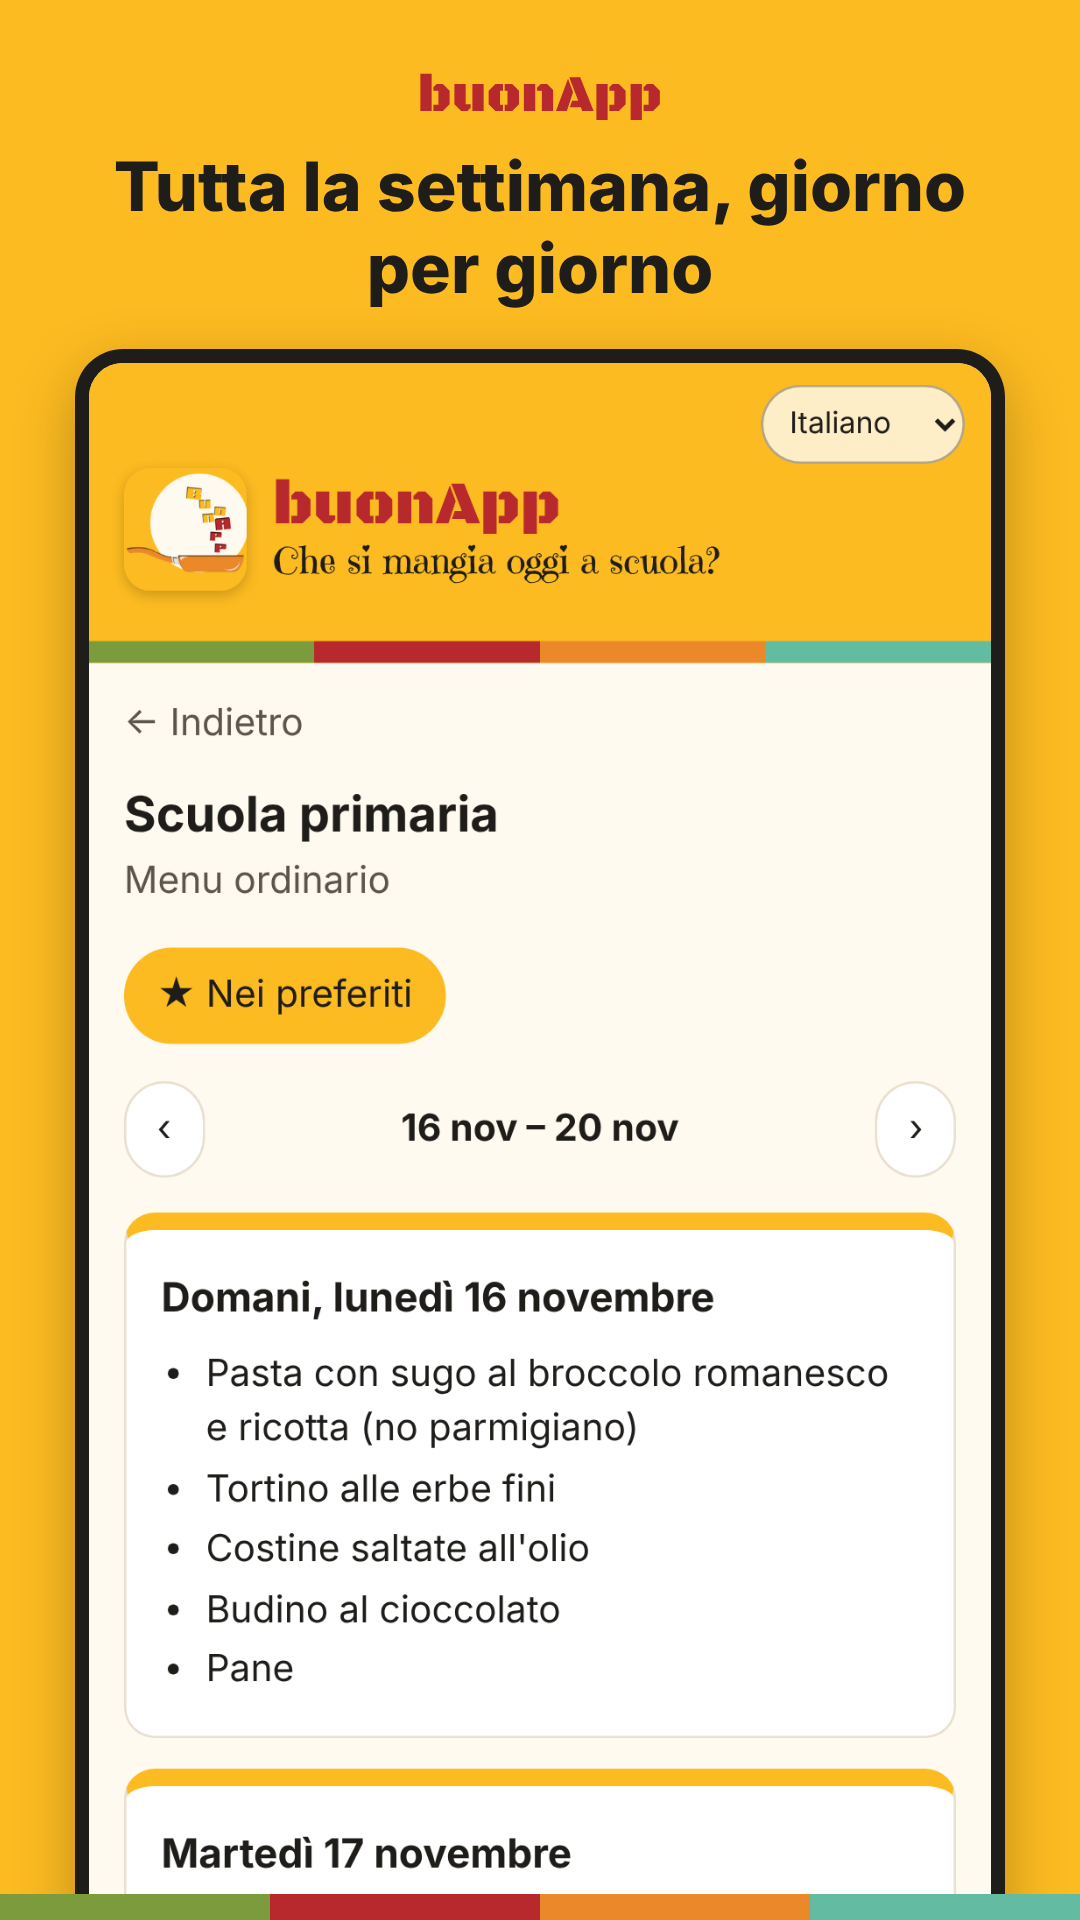 buonApp
Tutta la settimana, giorno
per giorno
Italiano
buonApp
Che si mangia oggi a scuola?
← Indietro
Scuola primaria
Menu ordinario
★ Nei preferiti
‹ 16 nov – 20 nov ›
Domani, lunedì 16 novembre
• Pasta con sugo al broccolo romanesco
e ricotta (no parmigiano)
• Tortino alle erbe fini
• Costine saltate all'olio
• Budino al cioccolato
• Pane
Martedì 17 novembre